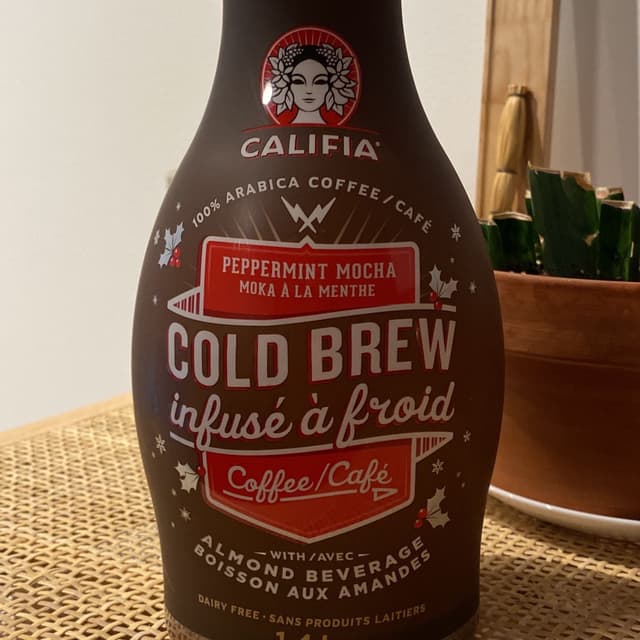 CALIFIA
100% ARABICA COFFEE/CAFÉ
PEPPERMINT MOCHA
MOKA À LA MENTHE
COLD BREW
infusé à froid
Coffee/Café
WITH/AVEC
ALMOND BEVERAGE
BOISSON AUX AMANDES
DAIRY FREE · SANS PRODUITS LAITIERS